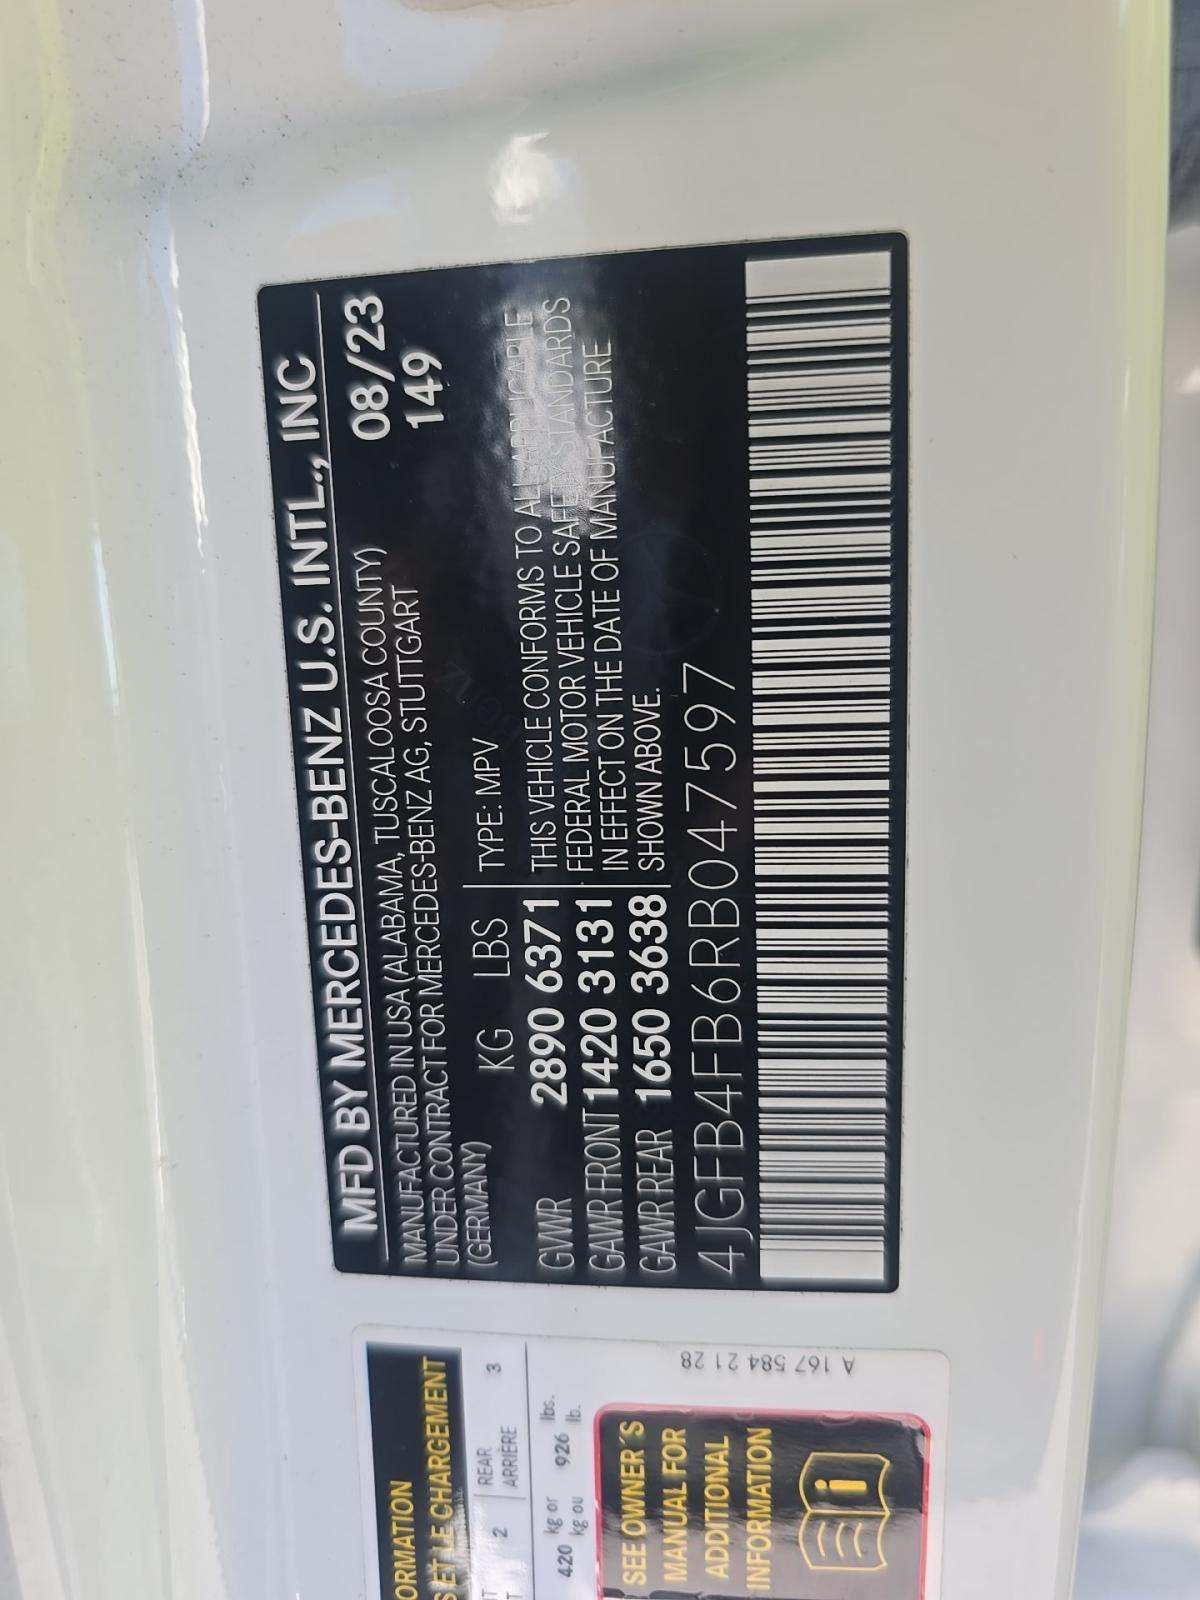 MFD BY MERCEDES-BENZ U.S. INTL., INC
MANUFACTURED IN USA (ALABAMA, TUSCALOOSA COUNTY) 08/23
UNDER CONTRACT FOR MERCEDES-BENZ AG, STUTTGART 149
(GERMANY)
KG LBS TYPE: MPV
GVWR 2890 6371 THIS VEHICLE CONFORMS TO ALL APPLICABLE
GAWR FRONT 1420 3131 FEDERAL MOTOR VEHICLE SAFETY STANDARDS
GAWR REAR 1650 3638 IN EFFECT ON THE DATE OF MANUFACTURE
SHOWN ABOVE.
4JGFB4FB6RB047597
ORMATION
S ET LE CHARGEMENT
2 REAR 3
ARRIÈRE
420 kg or 926 lbs.
kg ou lb.
SEE OWNER´S
MANUAL FOR
ADDITIONAL
INFORMATION
A 167 584 21 28